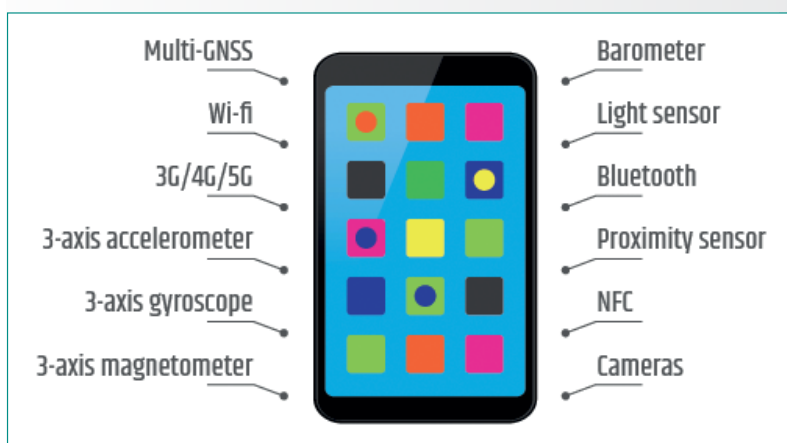 Multi-GNSS
Wi-fi
3G/4G/5G
3-axis accelerometer
3-axis gyroscope
3-axis magnetometer
Barometer
Light sensor
Bluetooth
Proximity sensor
NFC
Cameras